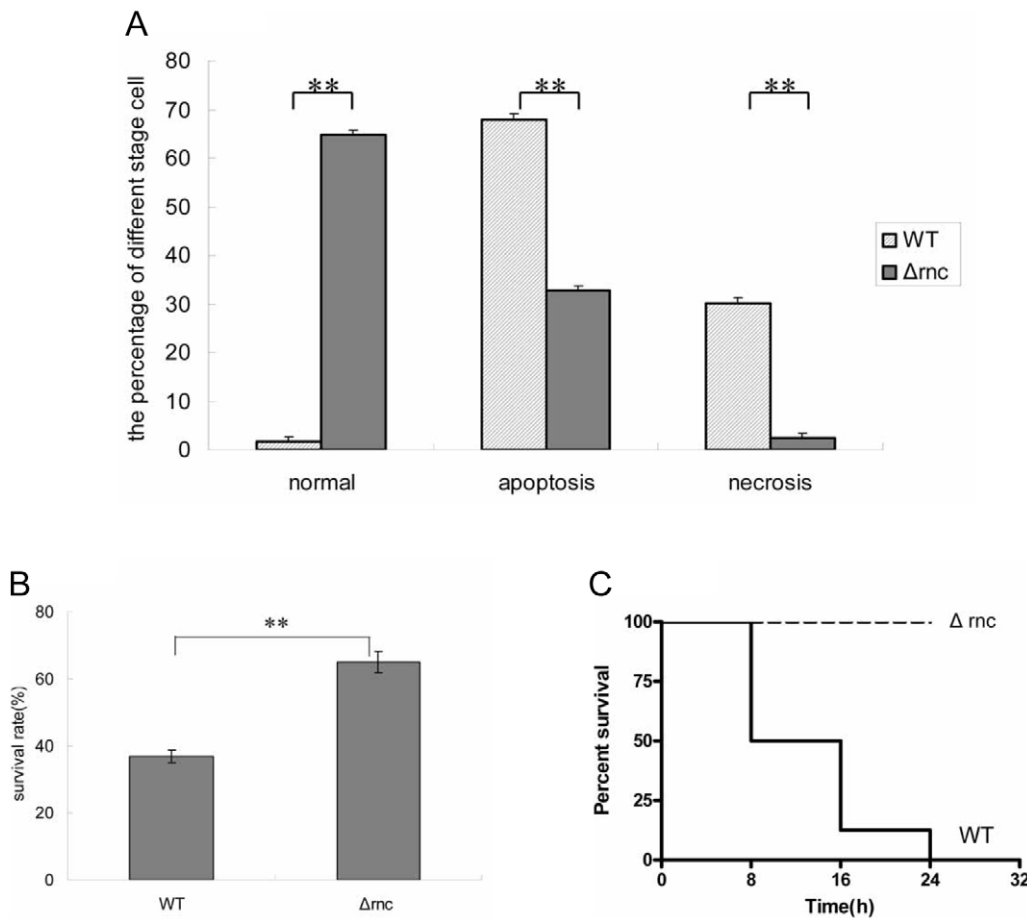 A
80
70
60
50
40
30
20
10
0
the percentage of different stage cell
** ** **
WT
Δrnc
normal apoptosis necrosis
B
80
60
40
20
0
survival rate(%)
**
WT Δrnc
C
100
75
50
25
0
Percent survival
Δ rnc
WT
0 8 16 24 32
Time(h)